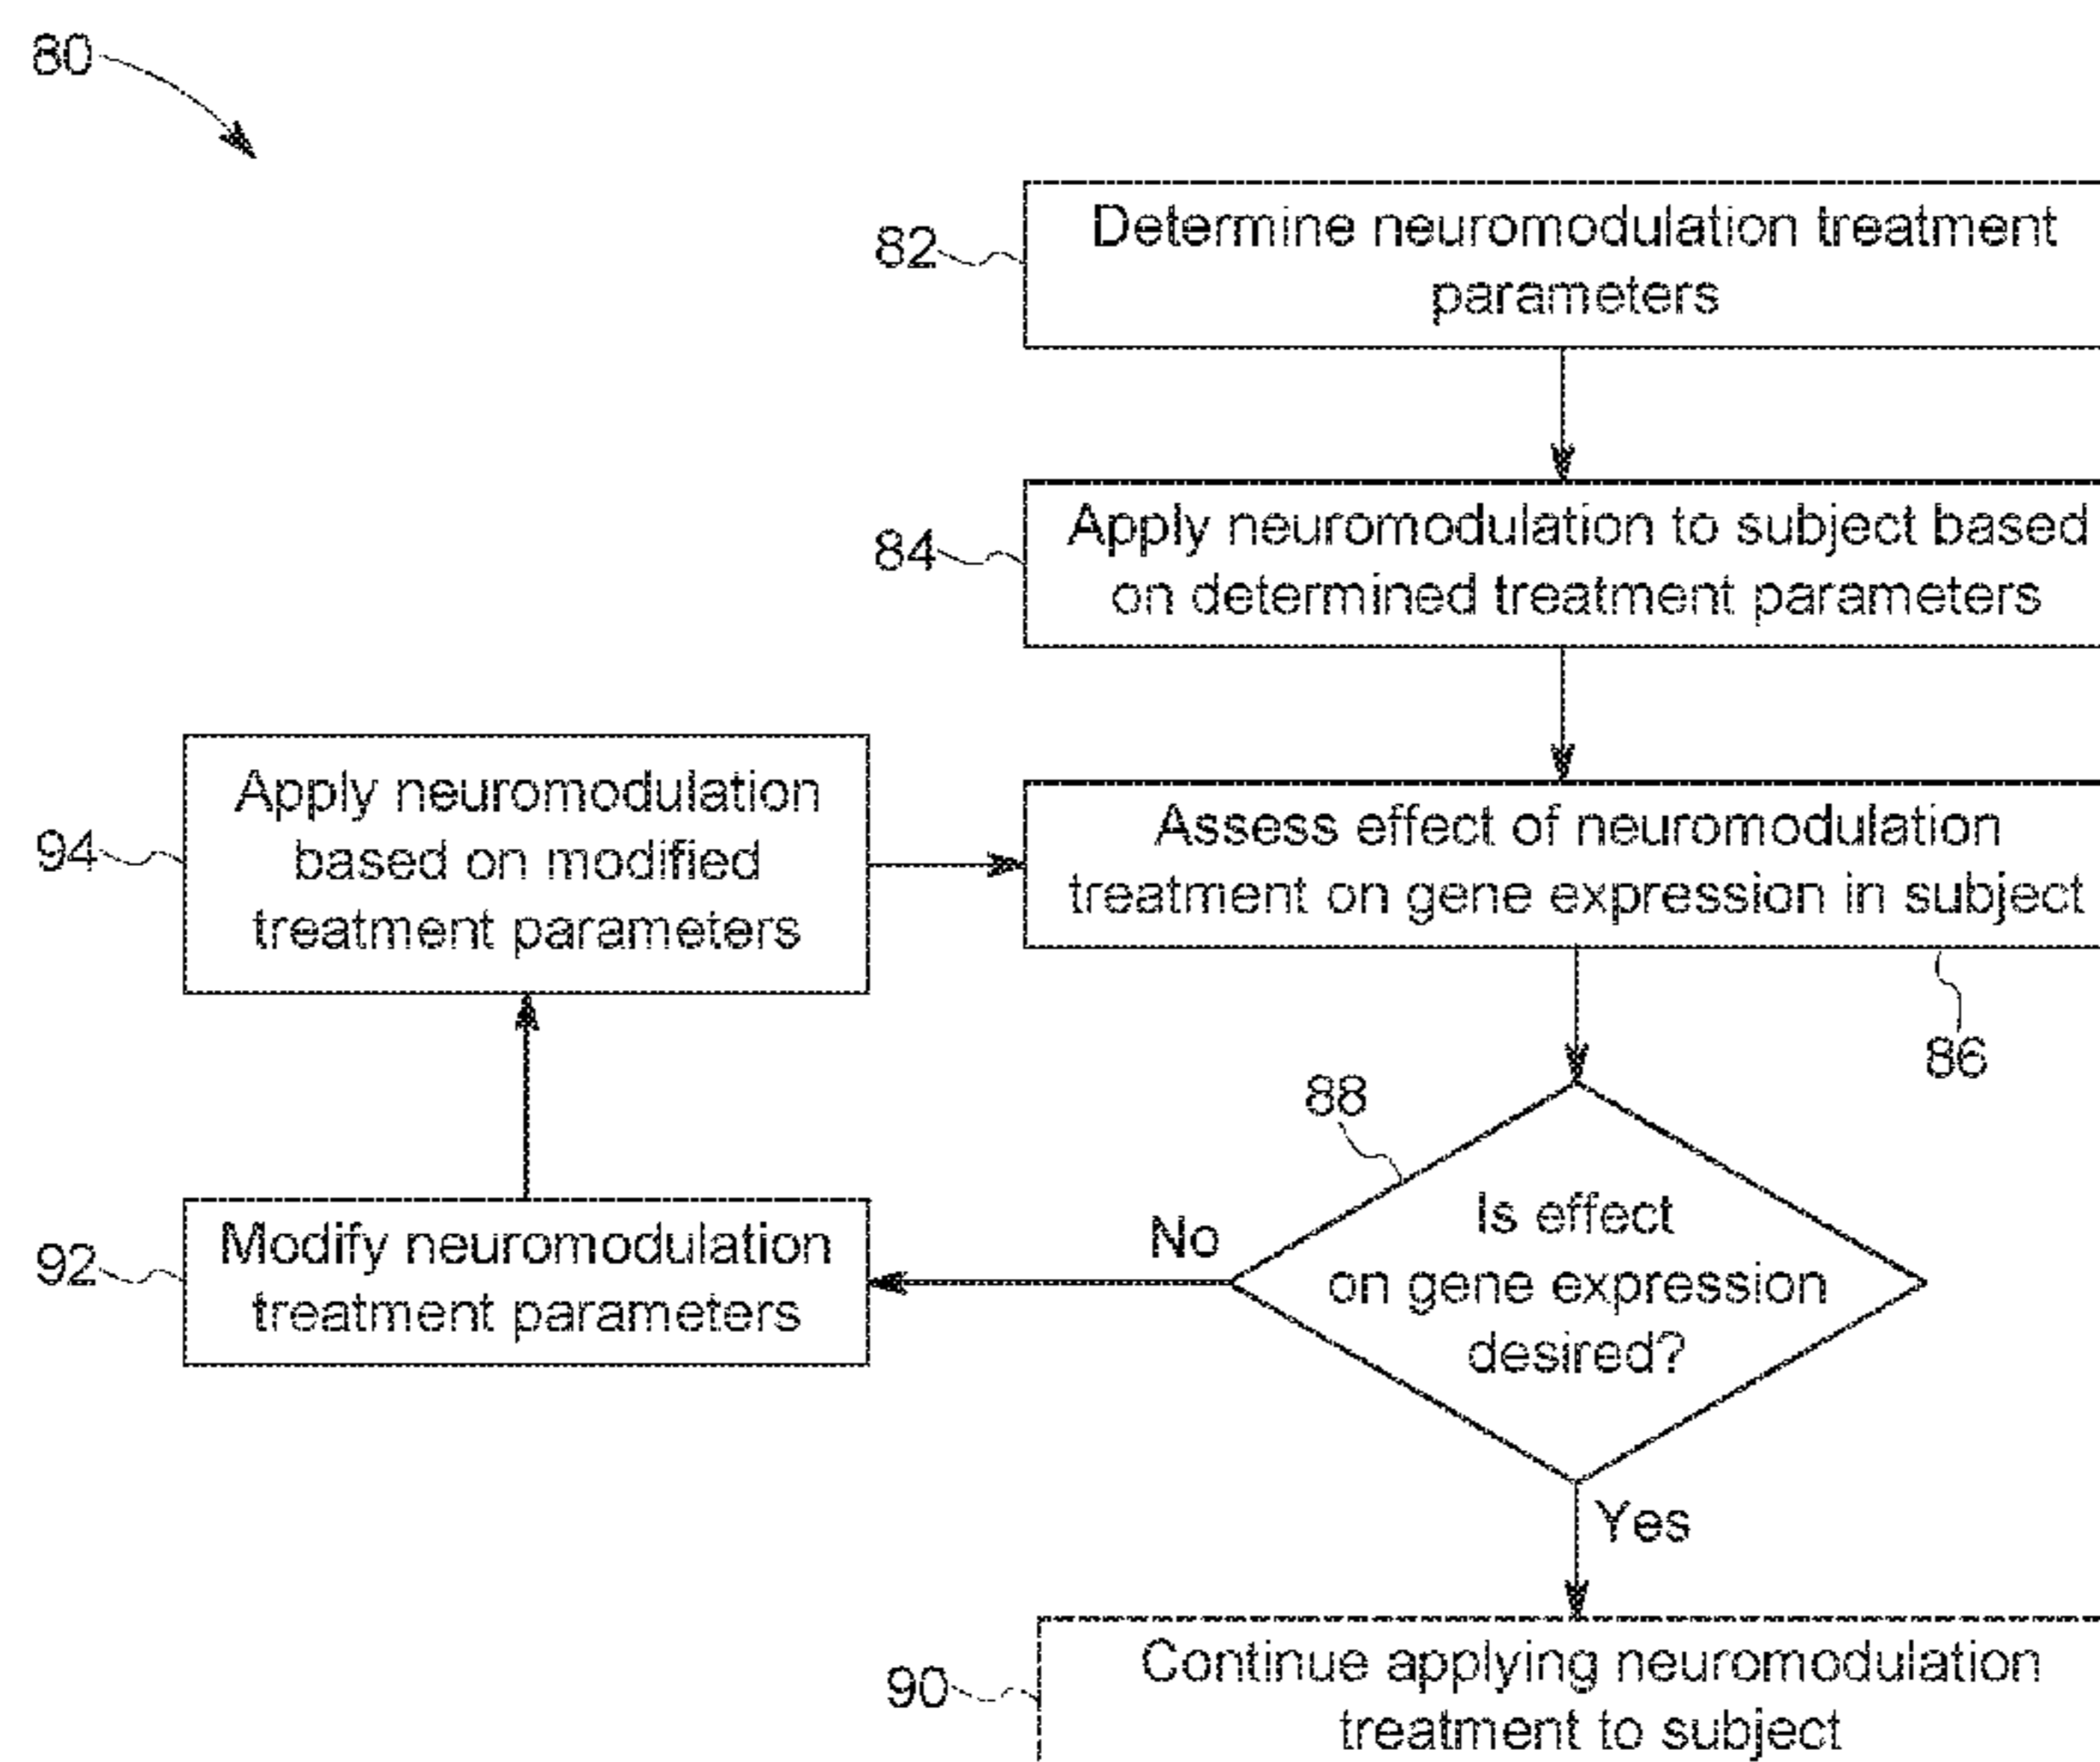 80
82
Determine neuromodulation treatment
parameters
84
Apply neuromodulation to subject based
on determined treatment parameters
94
Apply neuromodulation
based on modified
treatment parameters
Assess effect of neuromodulation
treatment on gene expression in subject
86
88
Is effect
on gene expression
desired?
No
92
Modify neuromodulation
treatment parameters
Yes
90
Continue applying neuromodulation
treatment to subject